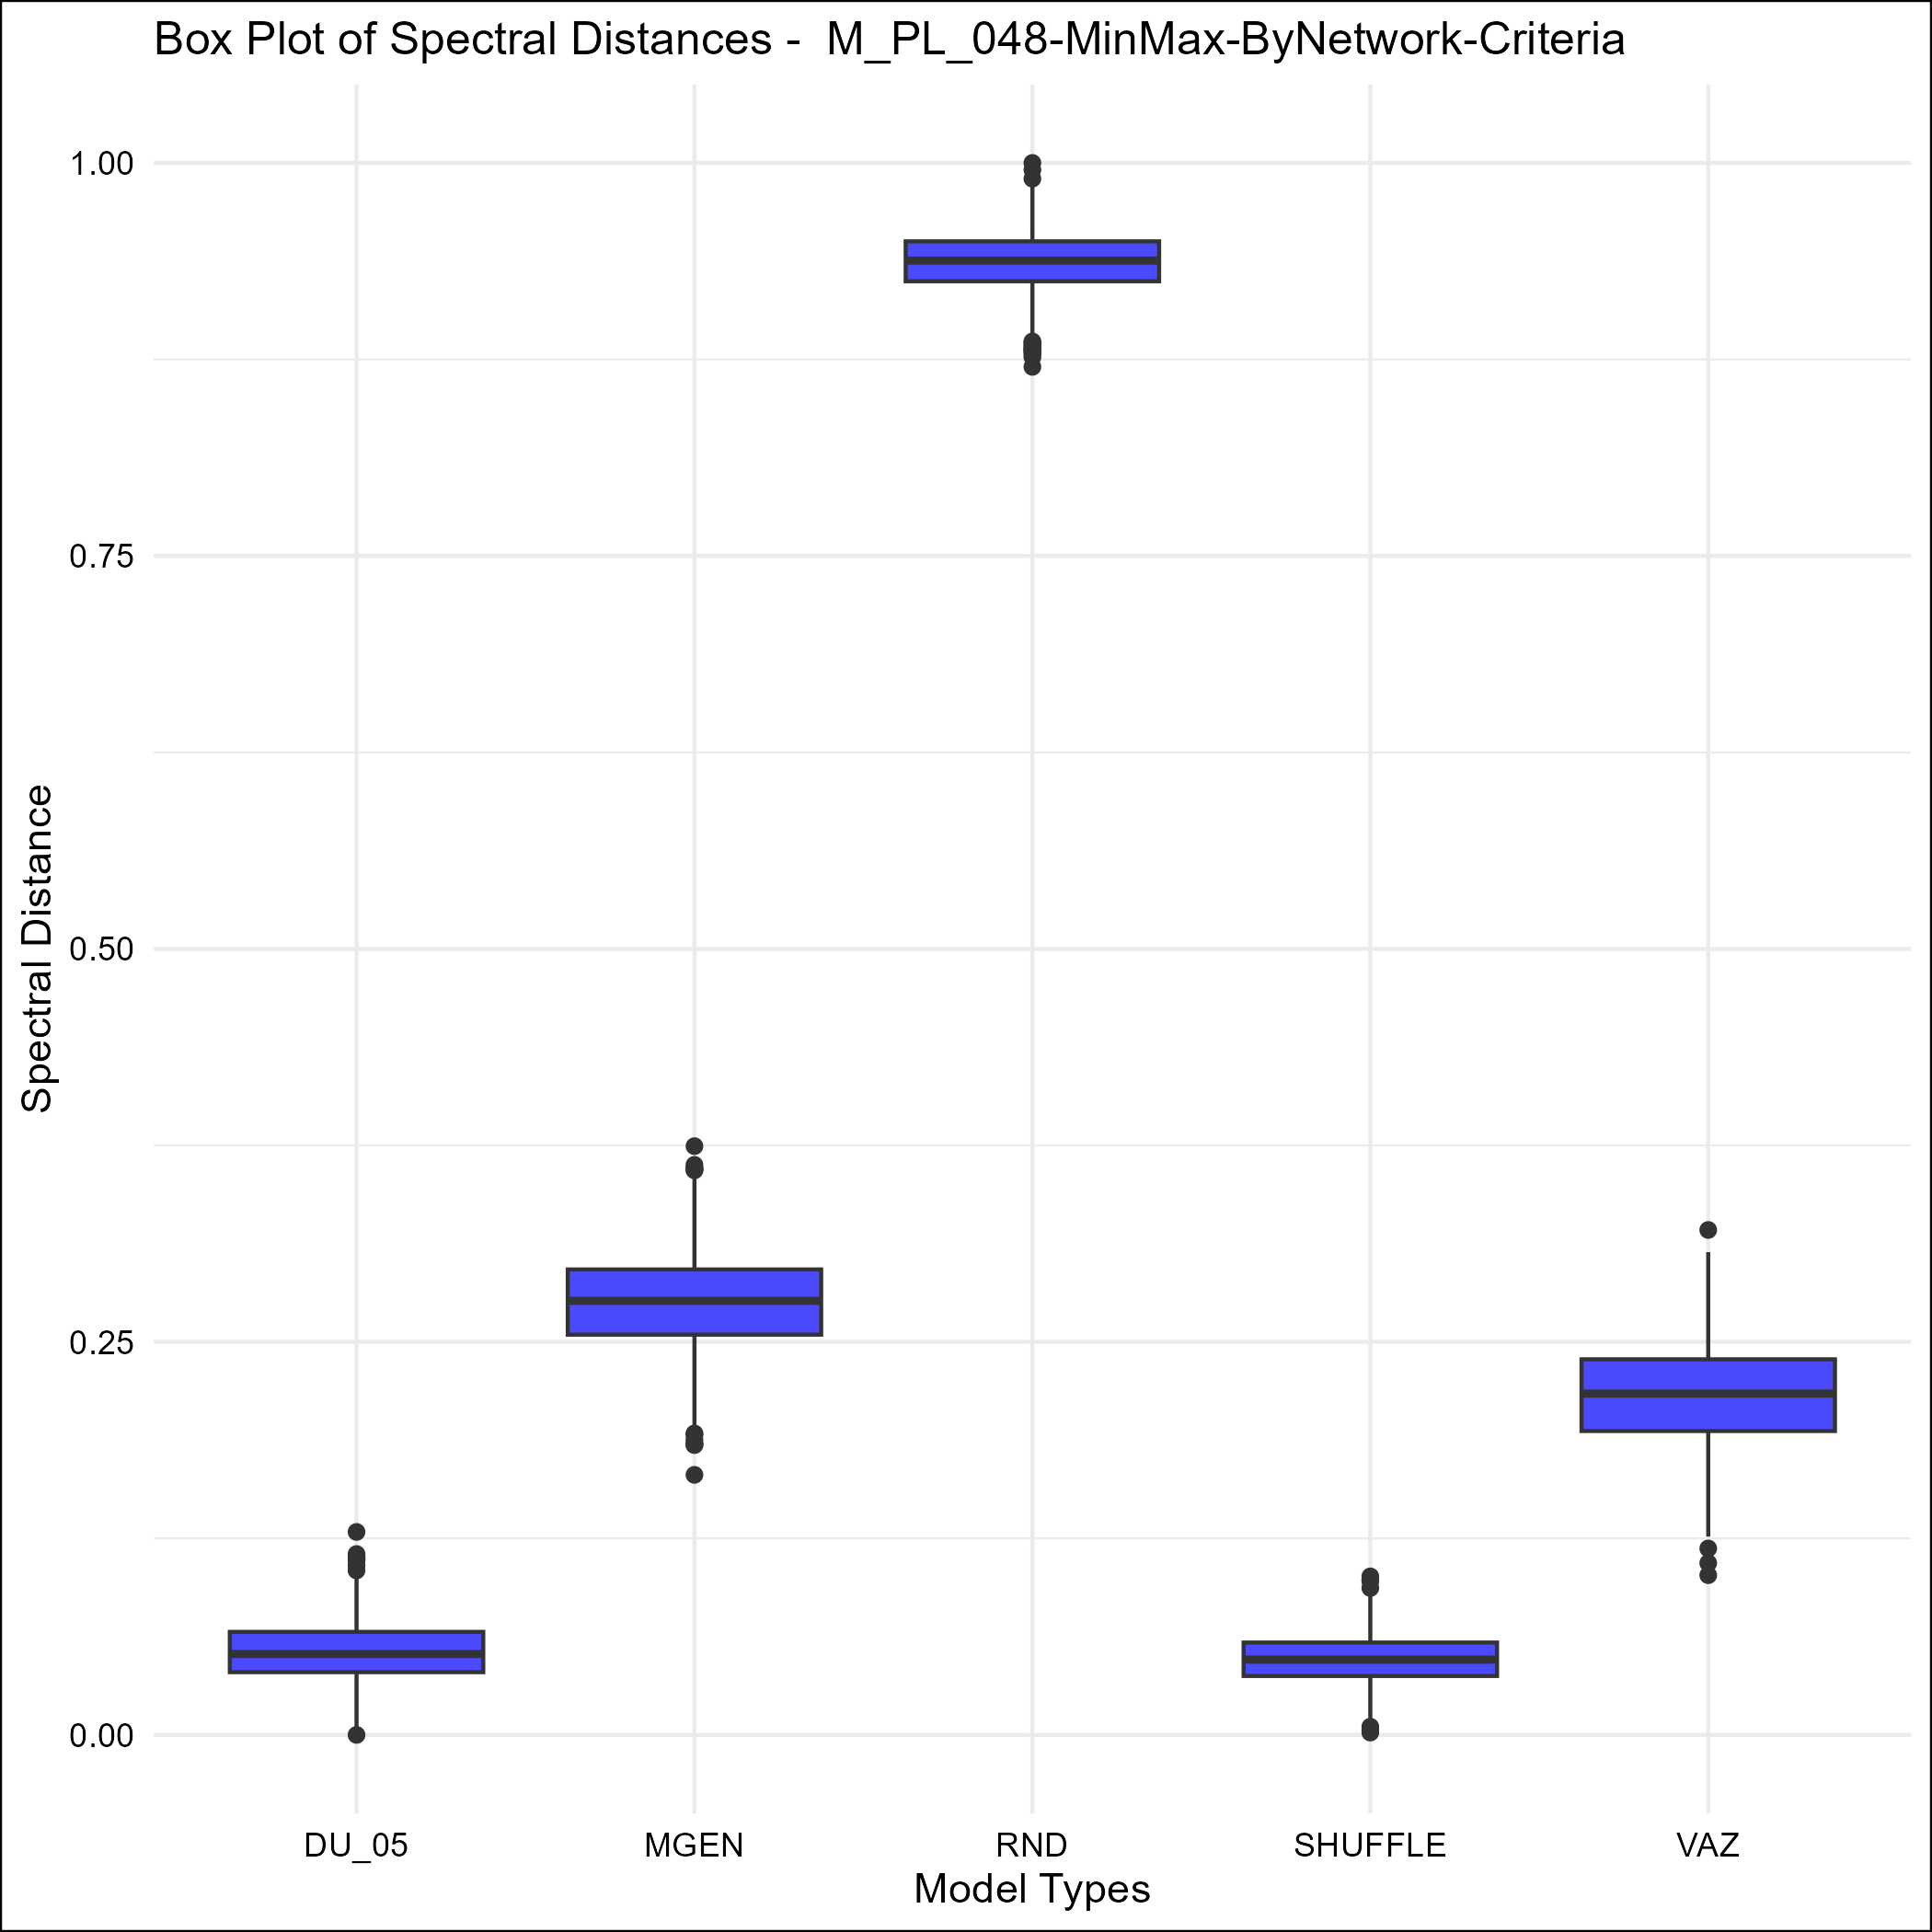 Box Plot of Spectral Distances -  M_PL_048-MinMax-ByNetwork-Criteria
1.00
0.75
0.50
0.25
0.00
Spectral Distance
DU_05 MGEN RND SHUFFLE VAZ
Model Types